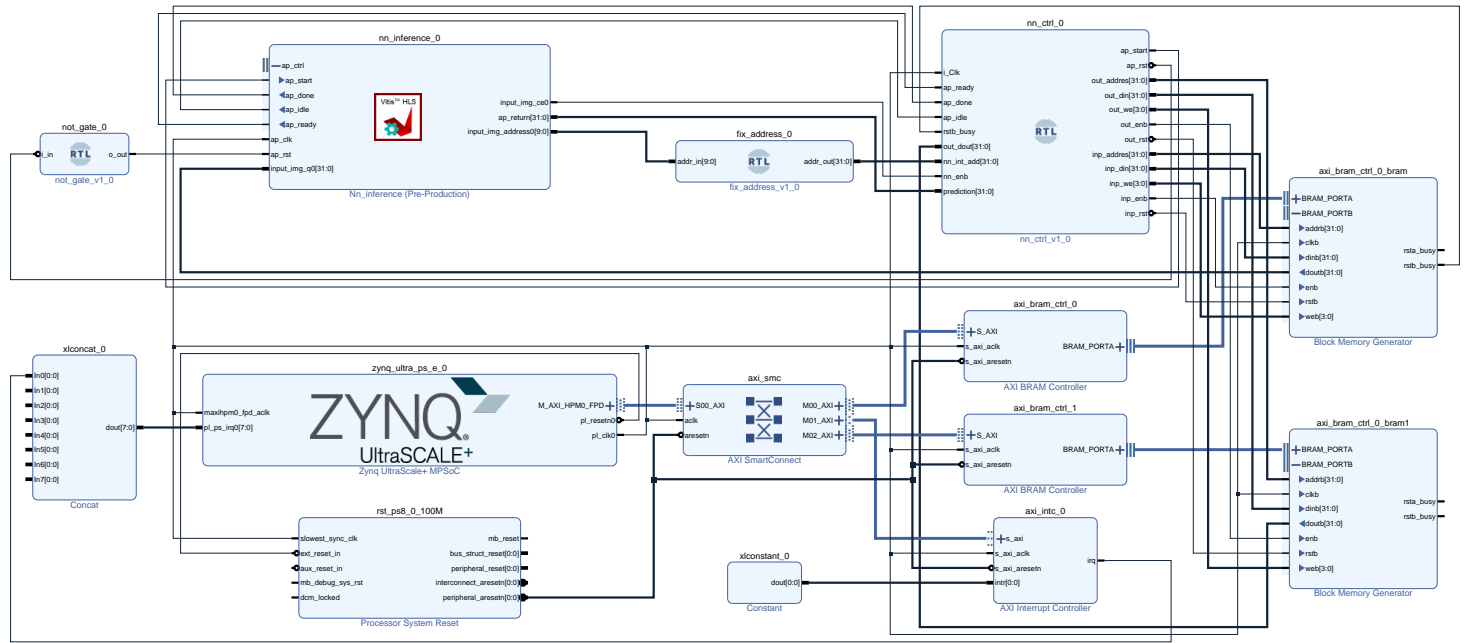 nn_inference_0
ap_ctrl
ap_start
ap_done
ap_idle
ap_ready
ap_clk
ap_rst
input_img_q0[31:0]
Vitis™ HLS
input_img_ce0
ap_return[31:0]
input_img_address0[9:0]
Nn_inference (Pre-Production)
not_gate_0
i_in
RTL
o_out
not_gate_v1_0
fix_address_0
addr_in[9:0]
RTL
addr_out[31:0]
fix_address_v1_0
nn_ctrl_0
i_Clk
ap_ready
ap_done
ap_idle
rstb_busy
out_dout[31:0]
nn_int_add[31:0]
nn_enb
prediction[31:0]
RTL
ap_start
ap_rst
out_addres[31:0]
out_din[31:0]
out_we[3:0]
out_enb
out_rst
inp_addres[31:0]
inp_din[31:0]
inp_we[3:0]
inp_enb
inp_rst
nn_ctrl_v1_0
axi_bram_ctrl_0_bram
BRAM_PORTA
BRAM_PORTB
addrb[31:0]
clkb
dinb[31:0]
doutb[31:0]
enb
rstb
web[3:0]
rsta_busy
rstb_busy
Block Memory Generator
axi_bram_ctrl_0
S_AXI
s_axi_aclk
s_axi_aresetn
BRAM_PORTA
AXI BRAM Controller
xlconcat_0
In0[0:0]
In1[0:0]
In2[0:0]
In3[0:0]
In4[0:0]
In5[0:0]
In6[0:0]
In7[0:0]
dout[7:0]
Concat
zynq_ultra_ps_e_0
maxihpm0_fpd_aclk
pl_ps_irq0[7:0]
ZYNQ
UltraSCALE+
M_AXI_HPM0_FPD
pl_resetn0
pl_clk0
Zynq UltraScale+ MPSoC
axi_smc
S00_AXI
aclk
aresetn
M00_AXI
M01_AXI
M02_AXI
AXI SmartConnect
axi_bram_ctrl_1
S_AXI
s_axi_aclk
s_axi_aresetn
BRAM_PORTA
AXI BRAM Controller
axi_bram_ctrl_0_bram1
BRAM_PORTA
BRAM_PORTB
addrb[31:0]
clkb
dinb[31:0]
doutb[31:0]
enb
rstb
web[3:0]
rsta_busy
rstb_busy
Block Memory Generator
rst_ps8_0_100M
slowest_sync_clk
ext_reset_in
aux_reset_in
mb_debug_sys_rst
dcm_locked
mb_reset
bus_struct_reset[0:0]
peripheral_reset[0:0]
interconnect_aresetn[0:0]
peripheral_aresetn[0:0]
Processor System Reset
xlconstant_0
dout[0:0]
Constant
axi_intc_0
s_axi
s_axi_aclk
s_axi_aresetn
intr[0:0]
irq
AXI Interrupt Controller